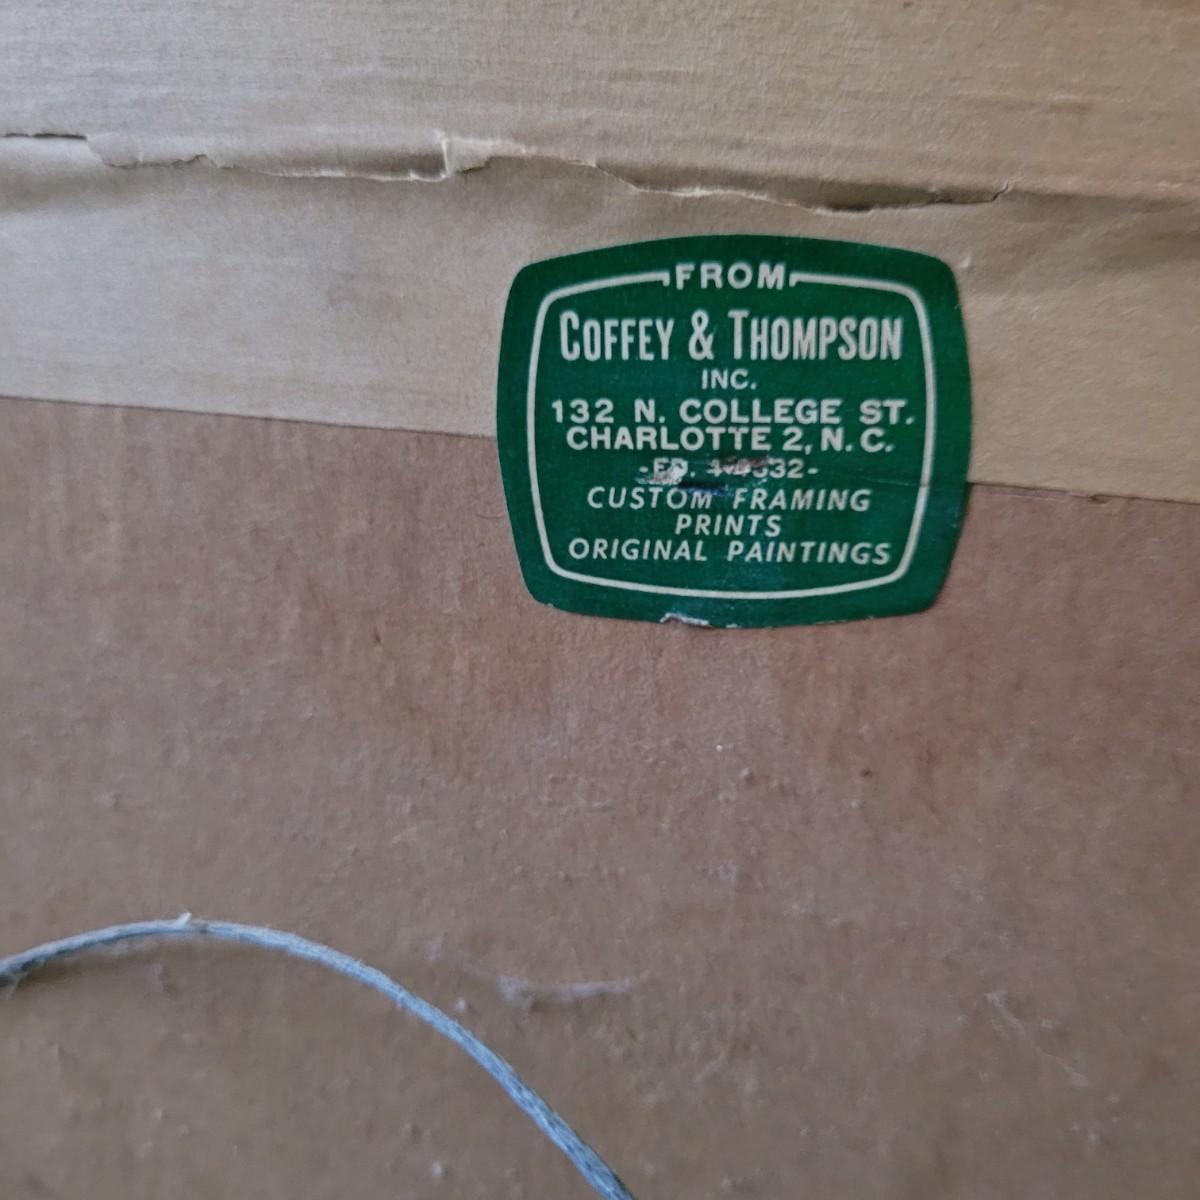 FROM
COFFEY & THOMPSON
INC.
132 N. COLLEGE ST.
CHARLOTTE 2, N. C.
CUSTOM FRAMING
PRINTS
ORIGINAL PAINTINGS